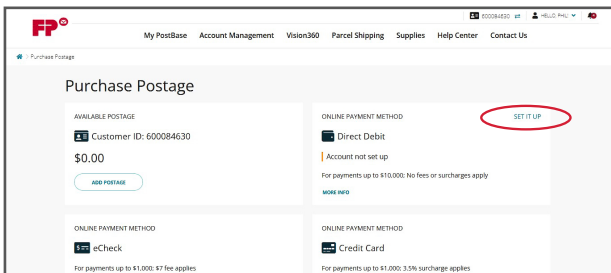 600084630 HELLO, PHIL!
FP
My PostBase Account Management Vision360 Parcel Shipping Supplies Help Center Contact Us
> Purchase Postage
Purchase Postage
AVAILABLE POSTAGE
Customer ID: 600084630
$0.00
ADD POSTAGE
ONLINE PAYMENT METHOD
SET IT UP
Direct Debit
Account not set up
For payments up to $10,000; No fees or surcharges apply
MORE INFO
ONLINE PAYMENT METHOD
eCheck
For payments up to $1,000; $7 fee applies
ONLINE PAYMENT METHOD
Credit Card
For payments up to $1,000; 3.5% surcharge applies